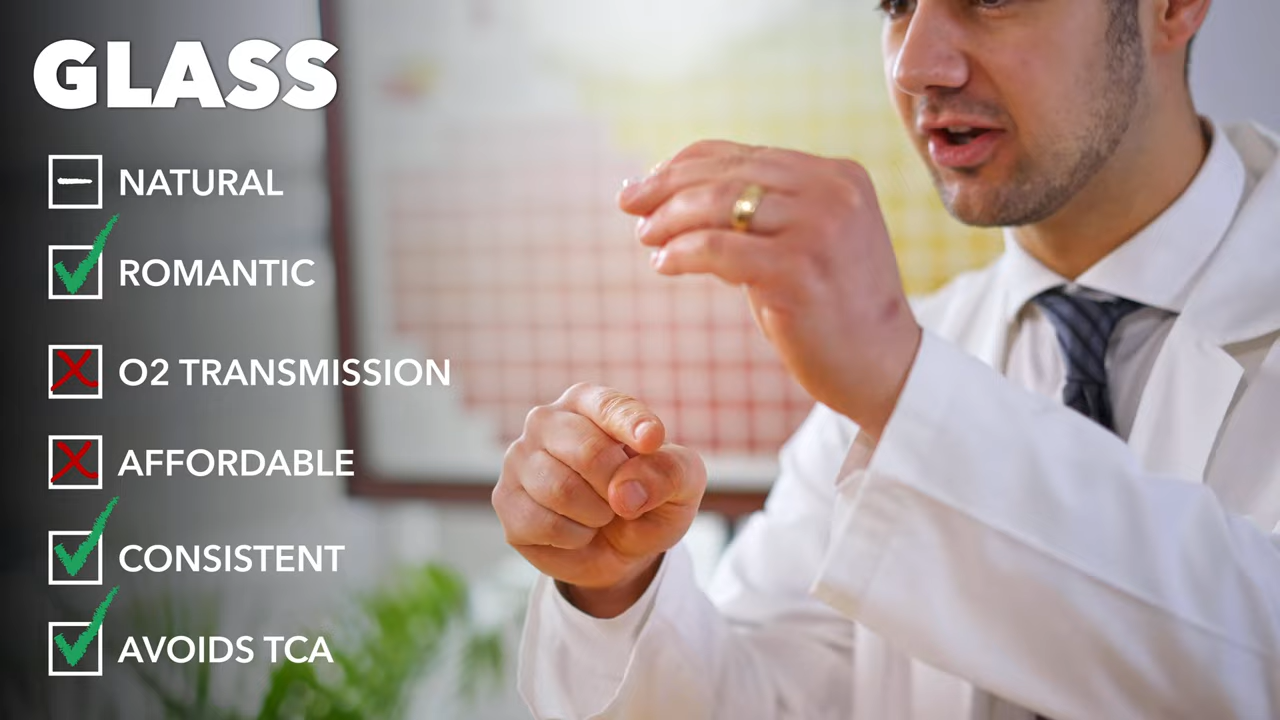 GLASS
NATURAL
ROMANTIC
O2 TRANSMISSION
AFFORDABLE
CONSISTENT
AVOIDS TCA